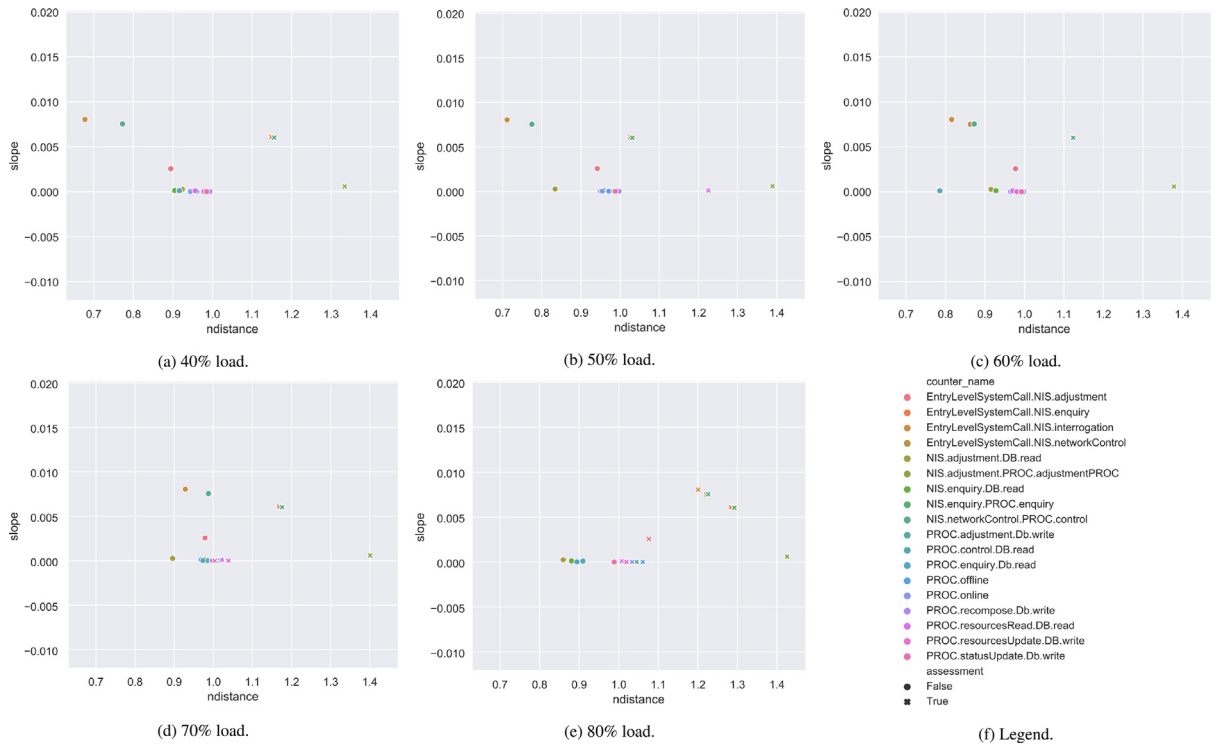 0.020
0.015
0.010
0.005
0.000
−0.005
−0.010
slope
0.7 0.8 0.9 1.0 1.1 1.2 1.3 1.4
ndistance
(a) 40% load.
0.020
0.015
0.010
0.005
0.000
−0.005
−0.010
slope
0.7 0.8 0.9 1.0 1.1 1.2 1.3 1.4
ndistance
(b) 50% load.
0.020
0.015
0.010
0.005
0.000
−0.005
−0.010
slope
0.7 0.8 0.9 1.0 1.1 1.2 1.3 1.4
ndistance
(c) 60% load.
0.020
0.015
0.010
0.005
0.000
−0.005
−0.010
slope
0.7 0.8 0.9 1.0 1.1 1.2 1.3 1.4
ndistance
(d) 70% load.
0.020
0.015
0.010
0.005
0.000
−0.005
−0.010
slope
0.7 0.8 0.9 1.0 1.1 1.2 1.3 1.4
ndistance
(e) 80% load.
counter_name
EntryLevelSystemCall.NIS.adjustment
EntryLevelSystemCall.NIS.enquiry
EntryLevelSystemCall.NIS.interrogation
EntryLevelSystemCall.NIS.networkControl
NIS.adjustment.DB.read
NIS.adjustment.PROC.adjustmentPROC
NIS.enquiry.DB.read
NIS.enquiry.PROC.enquiry
NIS.networkControl.PROC.control
PROC.adjustment.Db.write
PROC.control.DB.read
PROC.enquiry.Db.read
PROC.offline
PROC.online
PROC.recompose.Db.write
PROC.resourcesRead.DB.read
PROC.resourcesUpdate.DB.write
PROC.statusUpdate.Db.write
assessment
False
True
(f) Legend.